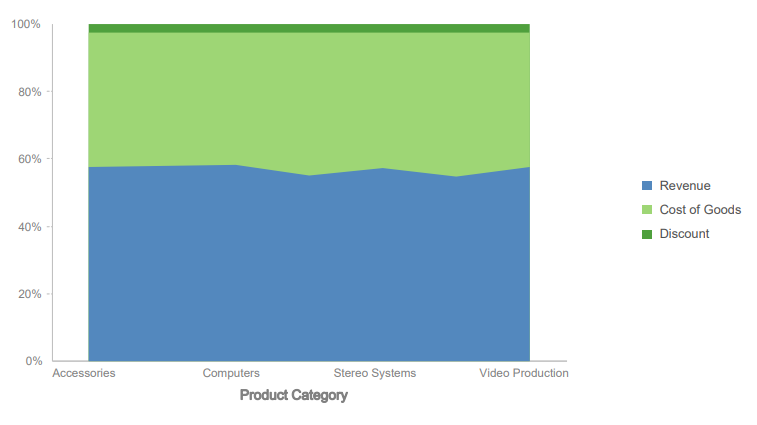 100%
80%
60%
40%
20%
0%
Accessories Computers Stereo Systems Video Production
Product Category
Revenue
Cost of Goods
Discount